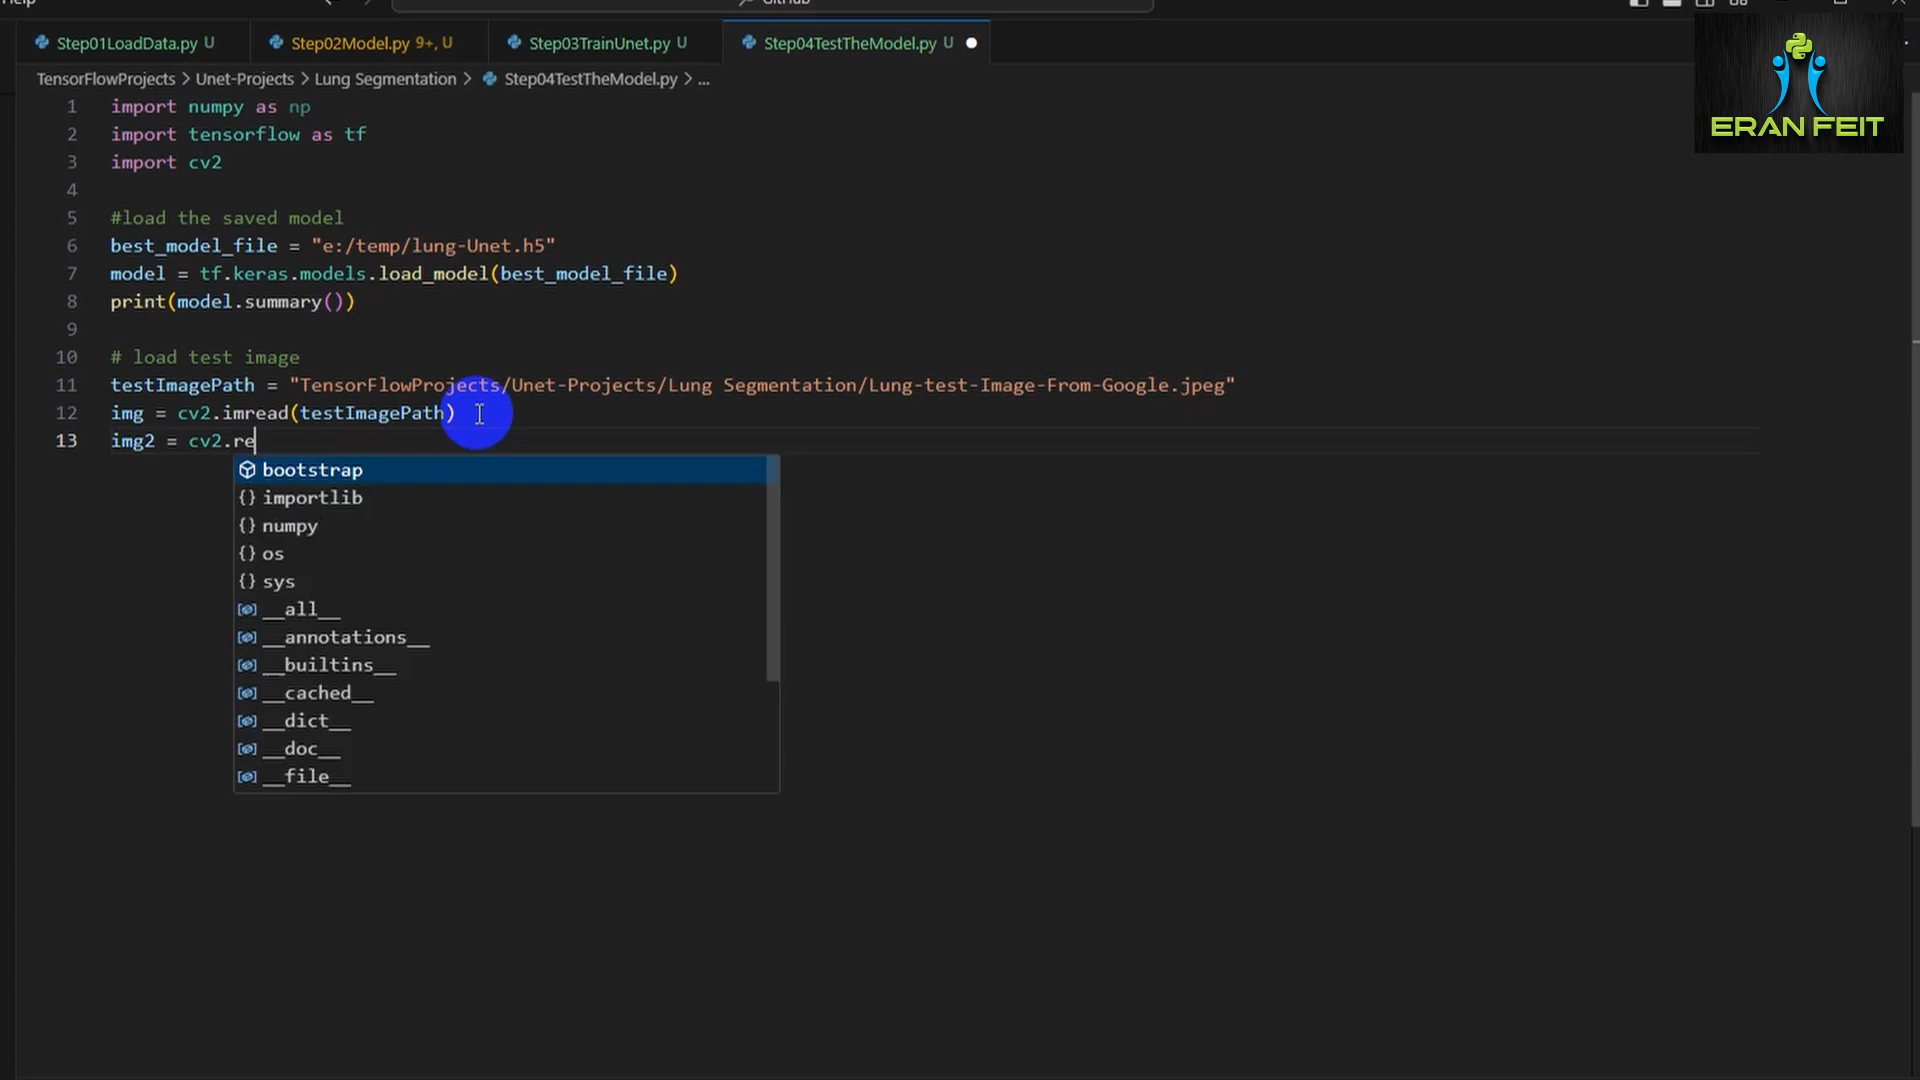 Help
GitHub
Step01LoadData.py U
Step02Model.py 9+, U
Step03TrainUnet.py U
Step04TestTheModel.py U
ERAN FEIT
TensorFlowProjects > Unet-Projects > Lung Segmentation > Step04TestTheModel.py > ...
1 import numpy as np
2 import tensorflow as tf
3 import cv2
4
5 #load the saved model
6 best_model_file = "e:/temp/lung-Unet.h5"
7 model = tf.keras.models.load_model(best_model_file)
8 print(model.summary())
9
10 # load test image
11 testImagePath = "TensorFlowProjects/Unet-Projects/Lung Segmentation/Lung-test-Image-From-Google.jpeg"
12 img = cv2.imread(testImagePath)
13 img2 = cv2.re
bootstrap
{} importlib
{} numpy
{} os
{} sys
__all__
__annotations__
__builtins__
__cached__
__dict__
__doc__
__file__